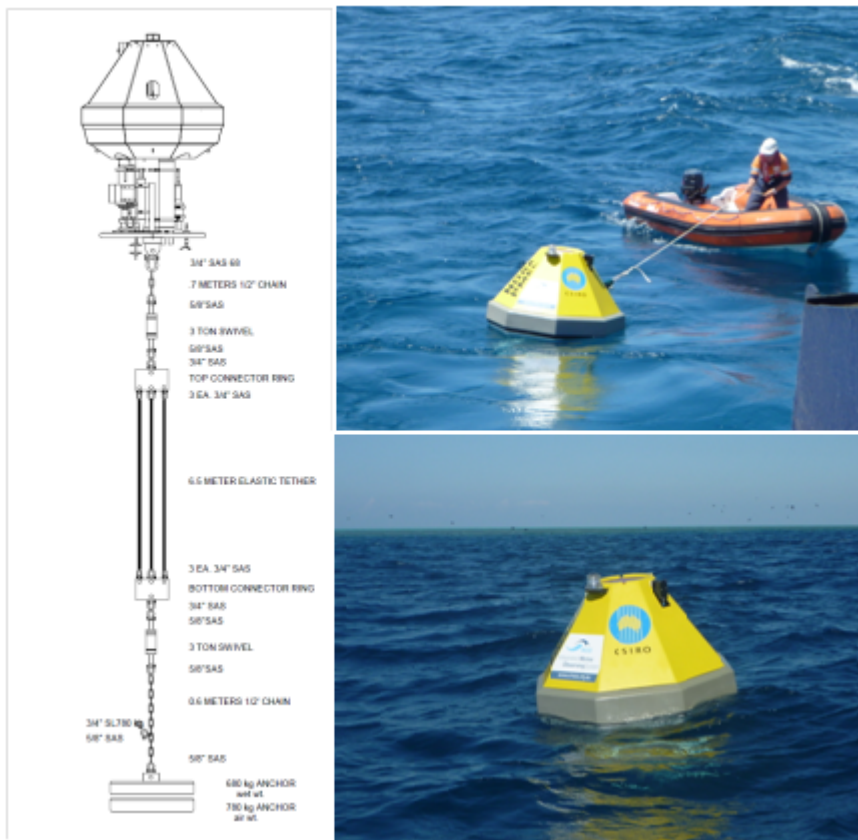 3/4" SAS 68
.7 METERS 1/2" CHAIN
5/8"SAS
3 TON SWIVEL
5/8"SAS
3/4" SAS
TOP CONNECTOR RING
3 EA. 3/4" SAS
6.5 METER ELASTIC TETHER
3 EA. 3/4" SAS
BOTTOM CONNECTOR RING
3/4" SAS
5/8"SAS
3 TON SWIVEL
5/8"SAS
0.6 METERS 1/2' CHAIN
3/4" SL780 kg
5/8" SAS
5/8" SAS
680 kg ANCHOR
wet wt.
780 kg ANCHOR
air wt.
CSIRO
CSIRO